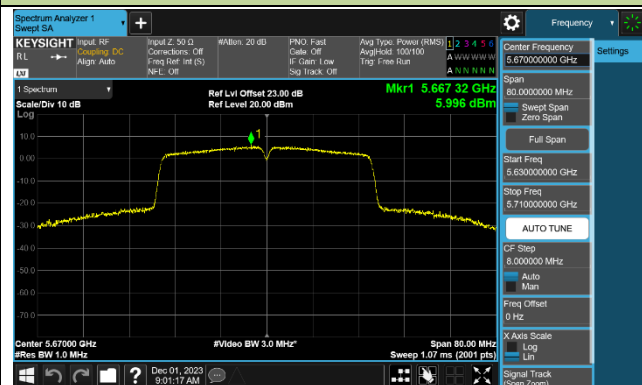 Spectrum Analyzer 1
Swept SA
Frequency
KEYSIGHT
RL
LXI
Input: RF
Coupling: DC
Align: Auto
Input Z: 50 Ω
Corrections: Off
Freq Ref: Int (S)
NFE: Off
#Atten: 20 dB
PNO: Fast
Gate: Off
IF Gain: Low
Sig Track: Off
Avg Type: Power (RMS)
Avg|Hold: 100/100
Trig: Free Run
1 2 3 4 5 6
A W W W W W
A N N N N N
1 Spectrum
Scale/Div 10 dB
Log
Ref Lvl Offset 23.00 dB
Ref Level 20.00 dBm
Mkr1 5.667 32 GHz
5.996 dBm
1
10.0
0.00
-10.0
-20.0
-30.0
-40.0
-50.0
-60.0
-70.0
Center 5.67000 GHz
#Res BW 1.0 MHz
#Video BW 3.0 MHz*
Span 80.00 MHz
Sweep 1.07 ms (2001 pts)
Dec 01, 2023
9:01:17 AM
Center Frequency
5.670000000 GHz
Settings
Span
80.0000000 MHz
Swept Span
Zero Span
Full Span
Start Freq
5.630000000 GHz
Stop Freq
5.710000000 GHz
AUTO TUNE
CF Step
8.000000 MHz
Auto
Man
Freq Offset
0 Hz
X Axis Scale
Log
Lin
Signal Track
(Span Zoom)